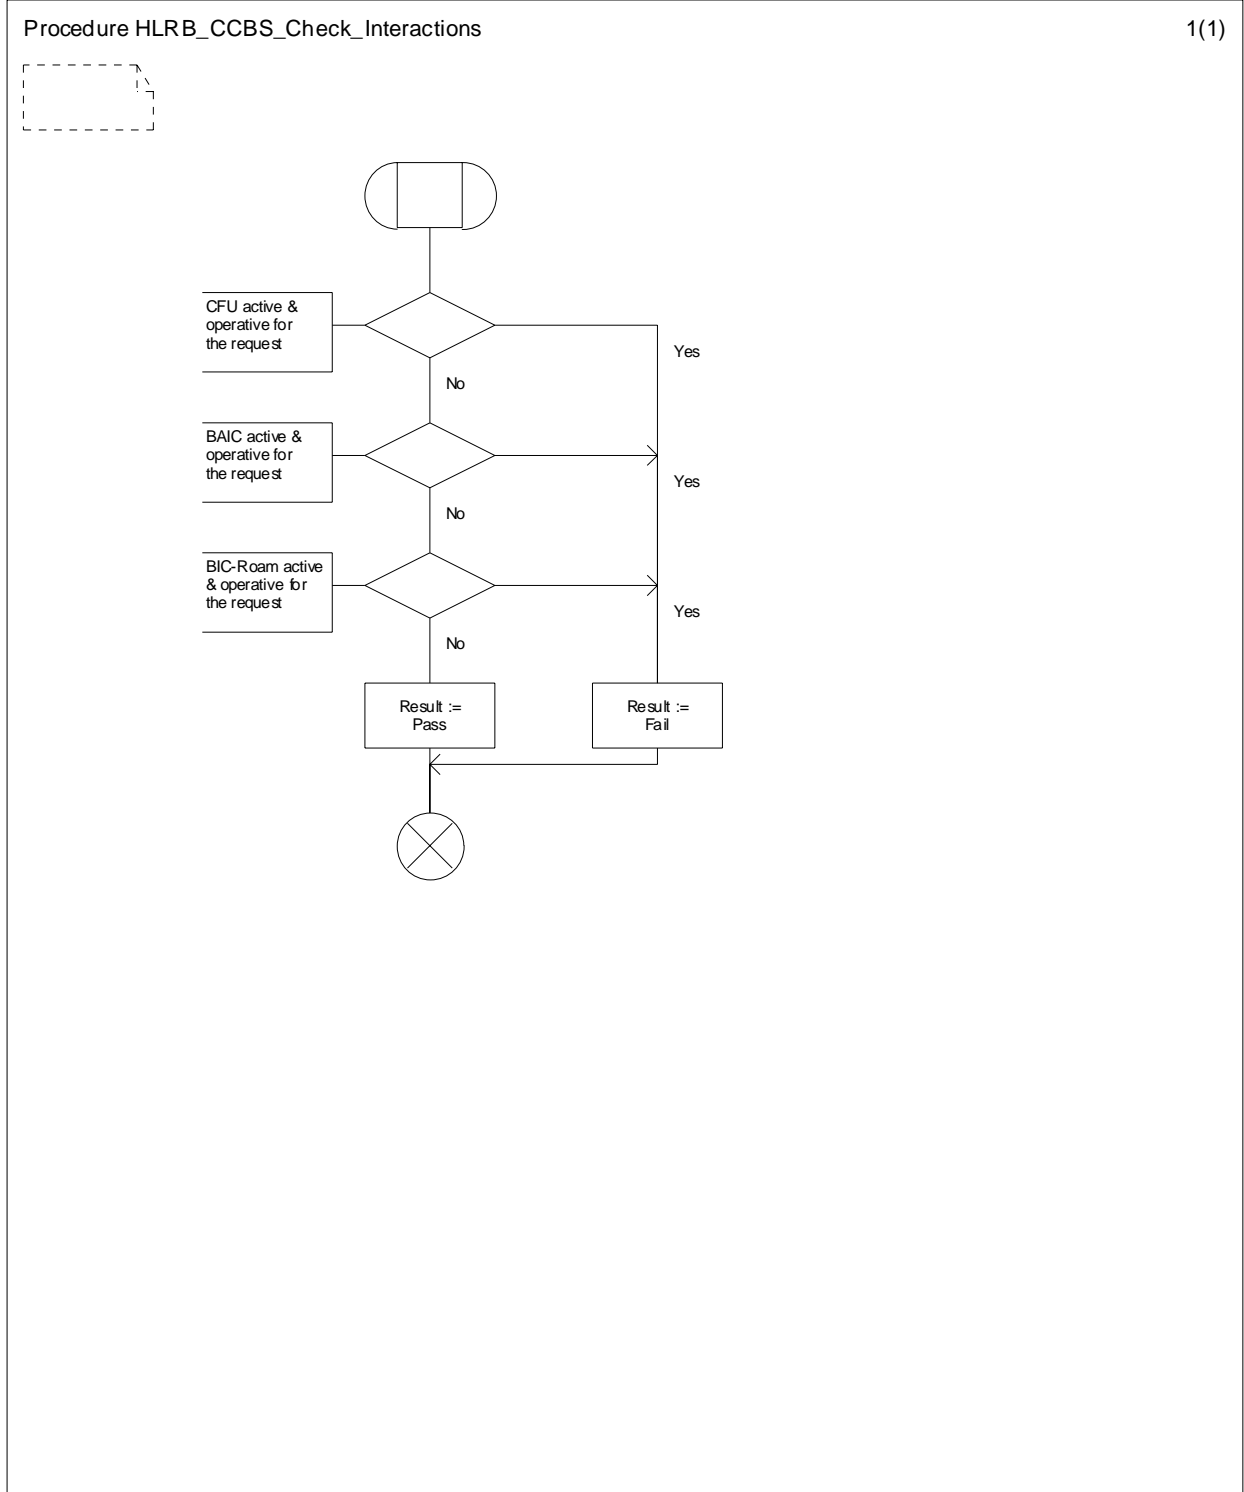 Procedure HLRB_CCBS_Check_Interactions
1(1)
CFU active &
operative for
the request
Yes
No
BAIC active &
operative for
the request
Yes
No
BIC-Roam active
& operative for
the request
Yes
No
Result :=
Pass
Result :=
Fail